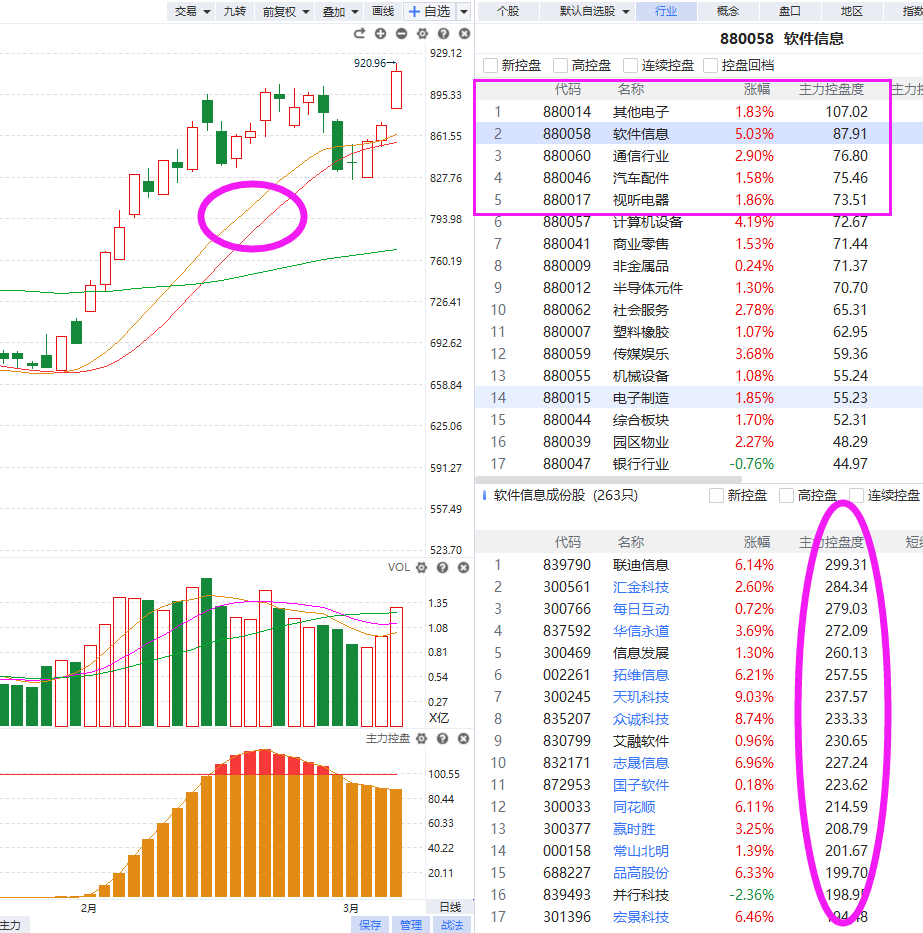 交易 九转 前复权 叠加 画线 自选
929.12
920.96
895.33
861.55
827.76
793.98
760.19
726.41
692.62
658.84
625.06
591.27
557.49
523.70
VOL
1.35
1.08
0.81
0.54
0.27
X亿
主力控盘
100.55
80.44
60.33
40.22
20.11
2月 3月 日线
主力 保存 管理 战法
个股 默认自选股 行业 概念 盘口 地区 指数
880058 软件信息
新控盘 高控盘 连续控盘 控盘回档
代码 名称 涨幅 主力控盘度 主力控
1 880014 其他电子 1.83% 107.02
2 880058 软件信息 5.03% 87.91
3 880060 通信行业 2.90% 76.80
4 880046 汽车配件 1.58% 75.46
5 880017 视听电器 1.86% 73.51
6 880057 计算机设备 4.19% 72.67
7 880041 商业零售 1.53% 71.44
8 880009 非金属品 0.24% 71.37
9 880012 半导体元件 1.30% 70.70
10 880062 社会服务 2.78% 65.31
11 880007 塑料橡胶 1.07% 62.95
12 880059 传媒娱乐 3.68% 59.36
13 880055 机械设备 1.08% 55.24
14 880015 电子制造 1.85% 55.23
15 880044 综合板块 1.70% 52.31
16 880039 园区物业 2.27% 48.29
17 880047 银行行业 -0.76% 44.97
软件信息成份股 (263只) 新控盘 高控盘 连续控盘
代码 名称 涨幅 主力控盘度 短线
1 839790 联迪信息 6.14% 299.31
2 300561 汇金科技 2.60% 284.34
3 300766 每日互动 0.72% 279.03
4 837592 华信永道 3.69% 272.09
5 300469 信息发展 1.30% 260.13
6 002261 拓维信息 6.21% 257.55
7 300245 天玑科技 9.03% 237.57
8 835207 众诚科技 8.74% 233.33
9 830799 艾融软件 0.96% 230.65
10 832171 志晟信息 6.96% 227.24
11 872953 国子软件 0.18% 223.62
12 300033 同花顺 6.11% 214.59
13 300377 赢时胜 3.25% 208.79
14 000158 常山北明 1.39% 201.67
15 688227 品高股份 6.33% 199.70
16 839493 并行科技 -2.36% 198.95
17 301396 宏景科技 6.46% 194.48